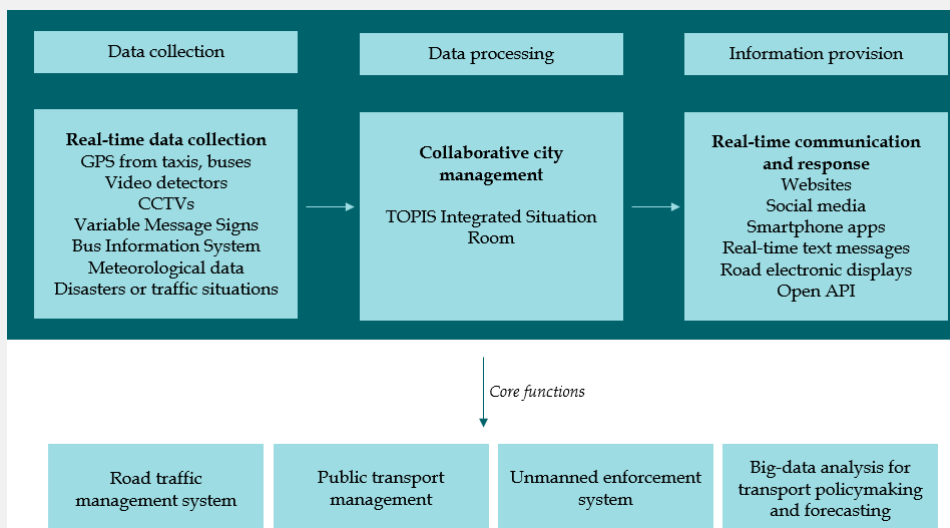 Data collection
Data processing
Information provision
Real-time data collection
GPS from taxis, buses
Video detectors
CCTVs
Variable Message Signs
Bus Information System
Meteorological data
Disasters or traffic situations
Collaborative city
management
TOPIS Integrated Situation
Room
Real-time communication
and response
Websites
Social media
Smartphone apps
Real-time text messages
Road electronic displays
Open API
Core functions
Road traffic
management system
Public transport
management
Unmanned enforcement
system
Big-data analysis for
transport policymaking
and forecasting